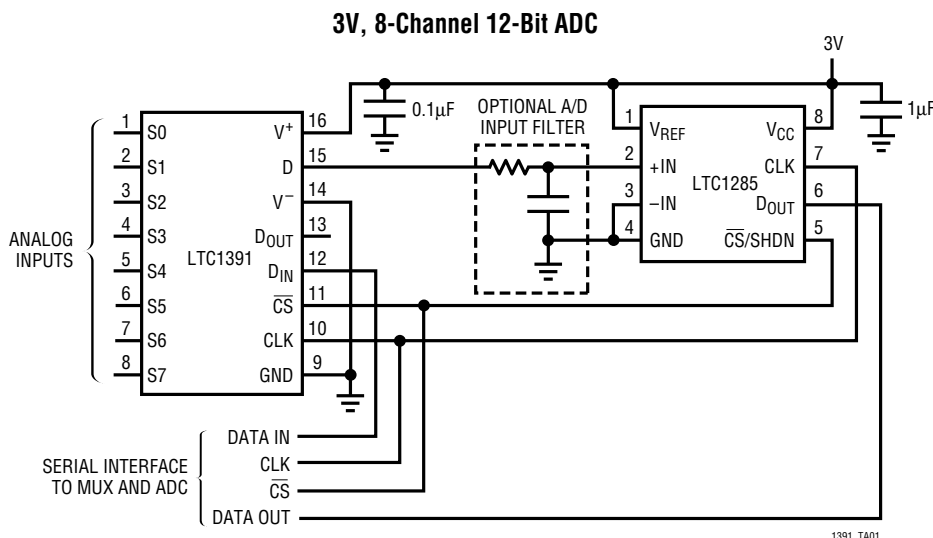 3V, 8-Channel 12-Bit ADC
3V
0.1µF
OPTIONAL A/D
INPUT FILTER
1µF
ANALOG
INPUTS
1 S0
2 S1
3 S2
4 S3
5 S4
6 S5
7 S6
8 S7
LTC1391
V+ 16
D 15
V− 14
DOUT 13
DIN 12
CS 11
CLK 10
GND 9
1 VREF
2 +IN
3 −IN
4 GND
LTC1285
VCC 8
CLK 7
DOUT 6
CS/SHDN 5
SERIAL INTERFACE
TO MUX AND ADC
DATA IN
CLK
CS
DATA OUT
1391 TA01